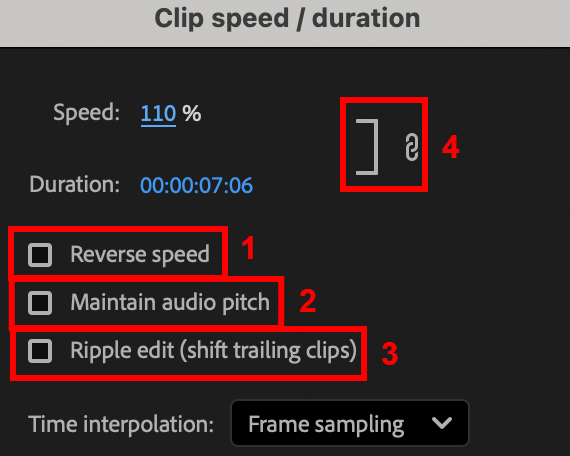 Clip speed / duration
Speed: 110 %
4
Duration: 00:00:07:06
Reverse speed 1
Maintain audio pitch 2
Ripple edit (shift trailing clips) 3
Time interpolation: Frame sampling